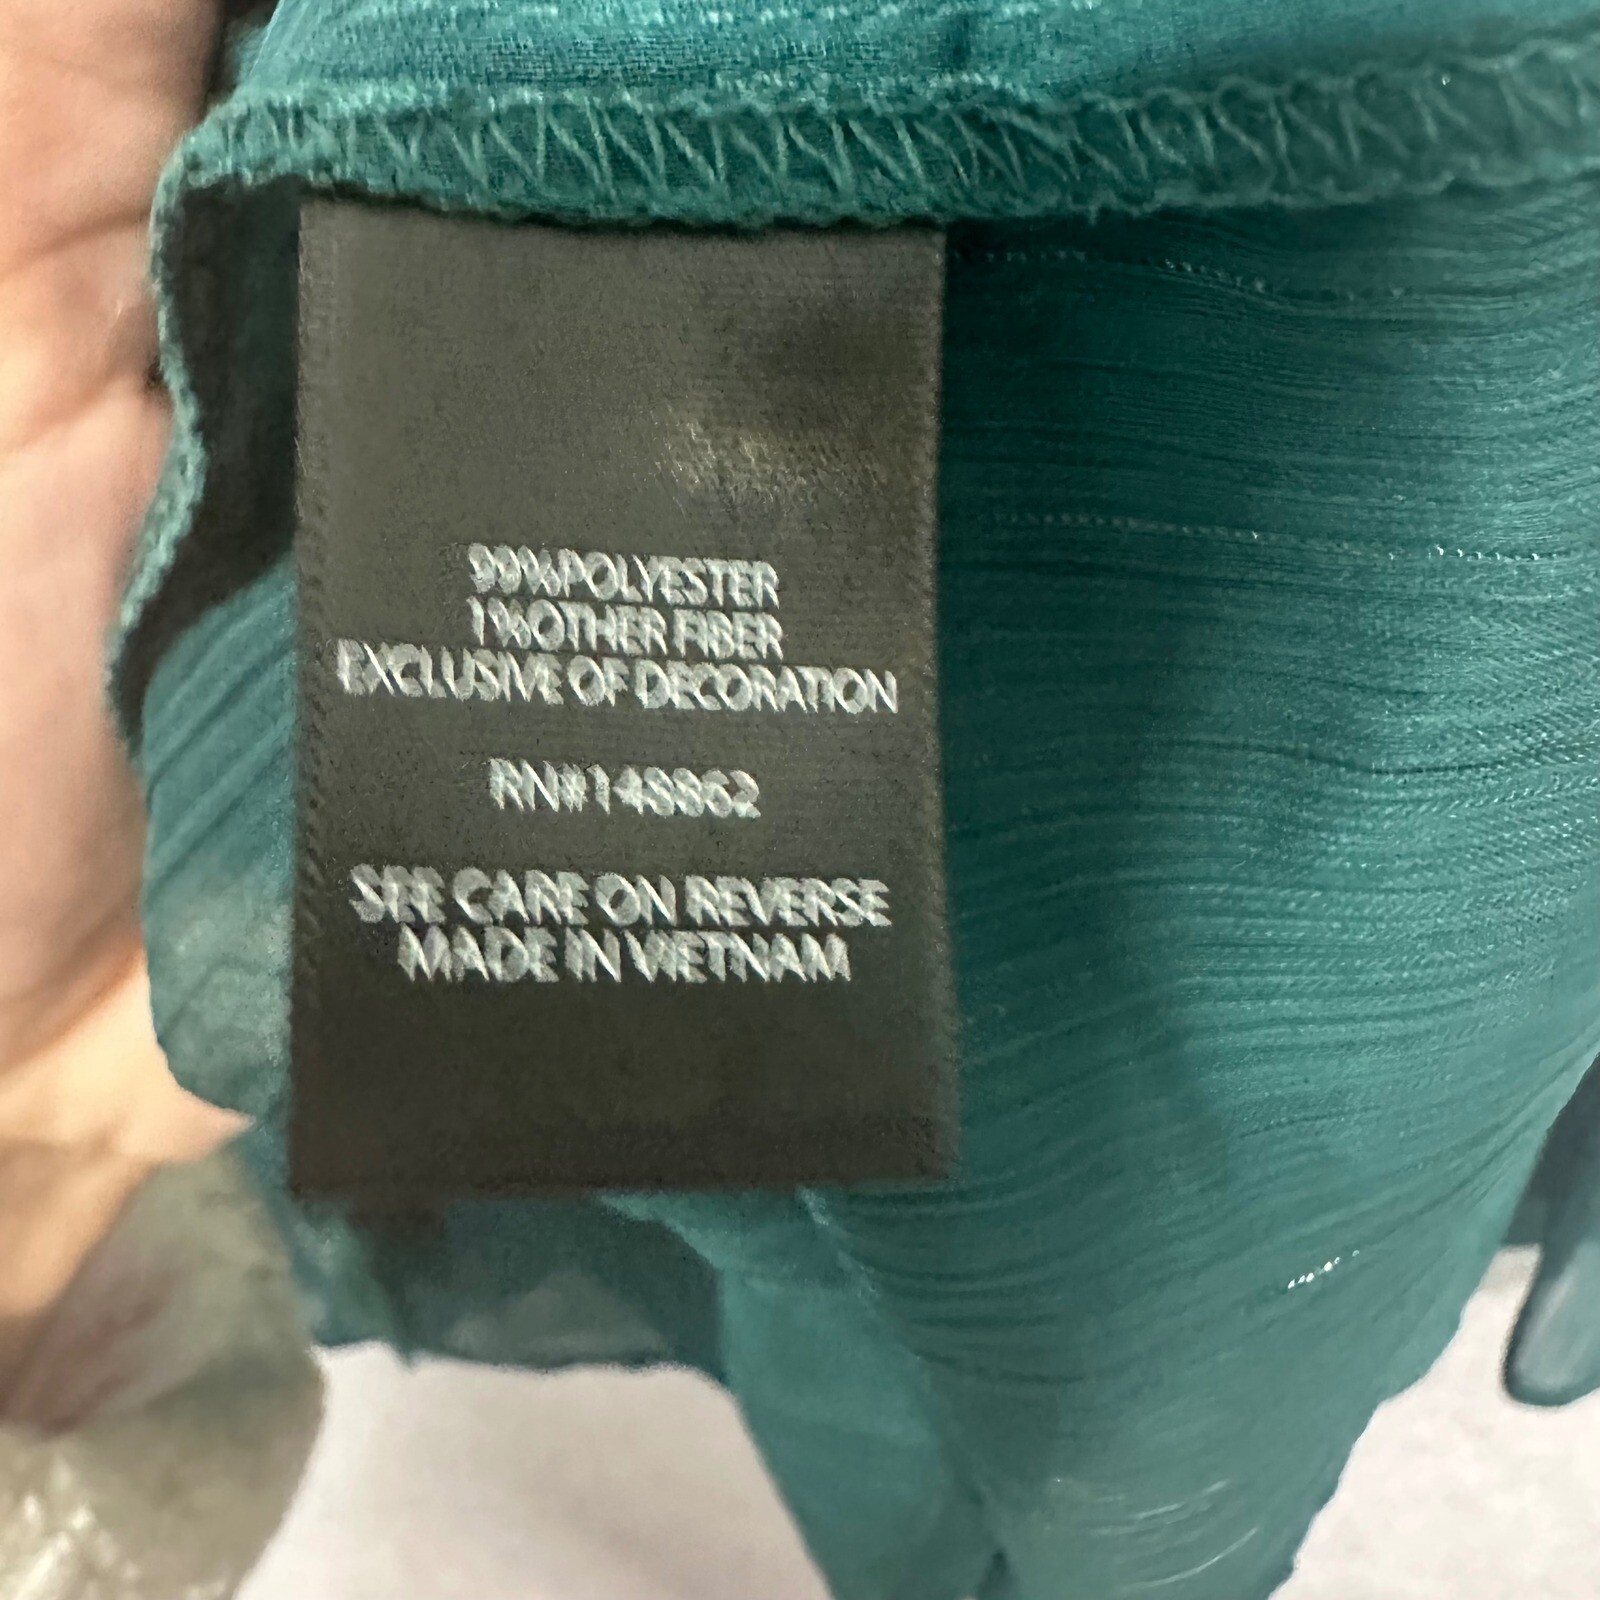 99%POLYESTER
1%OTHER FIBER
EXCLUSIVE OF DECORATION
RN#148862
SEE CARE ON REVERSE
MADE IN VIETNAM